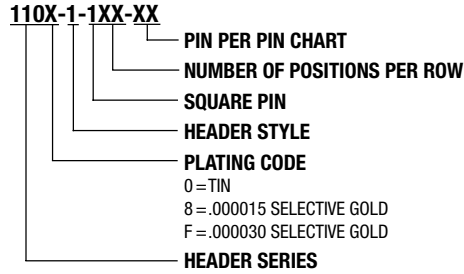 110X-1-1XX-XX
PIN PER PIN CHART
NUMBER OF POSITIONS PER ROW
SQUARE PIN
HEADER STYLE
PLATING CODE
0=TIN
8=.000015 SELECTIVE GOLD
F=.000030 SELECTIVE GOLD
HEADER SERIES